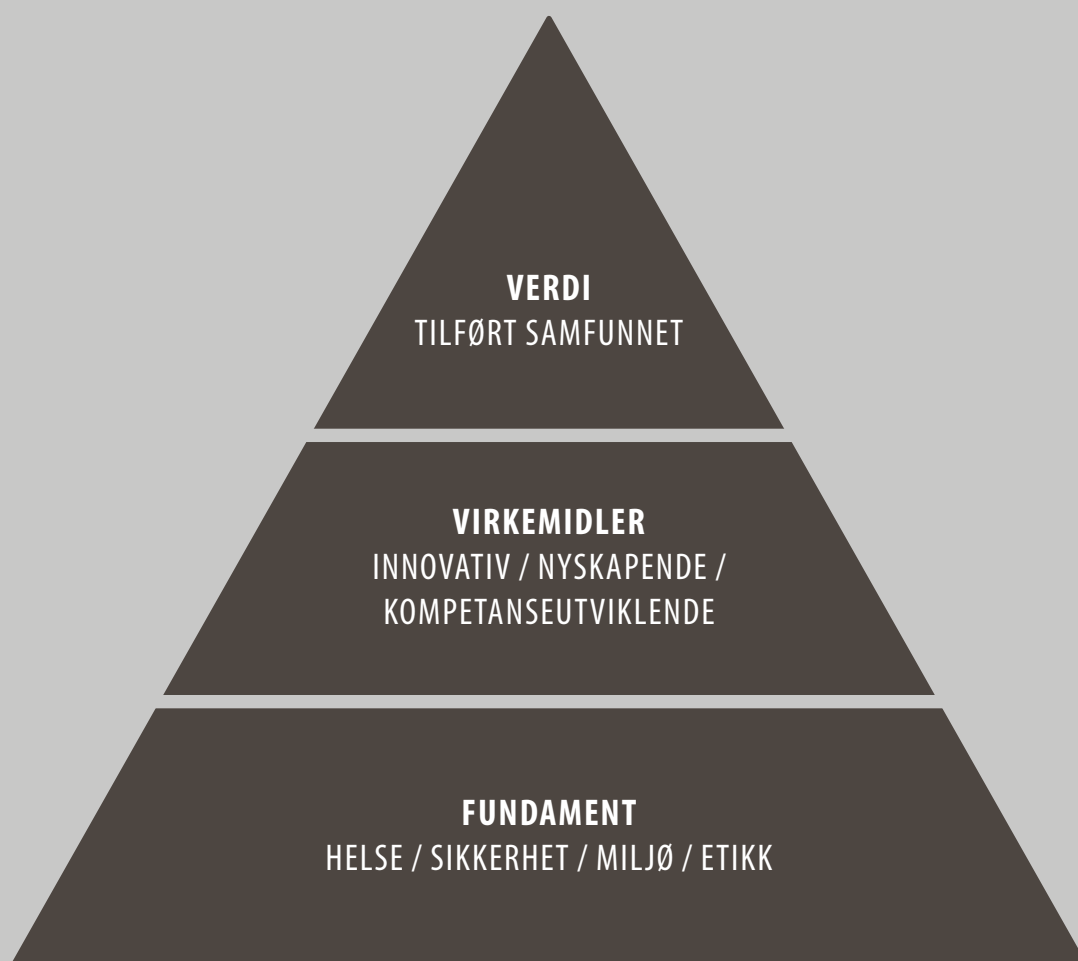 VERDI
TILFØRT SAMFUNNET
VIRKEMIDLER
INNOVATIV / NYSKAPENDE /
KOMPETANSEUTVIKLENDE
FUNDAMENT
HELSE / SIKKERHET / MILJØ / ETIKK